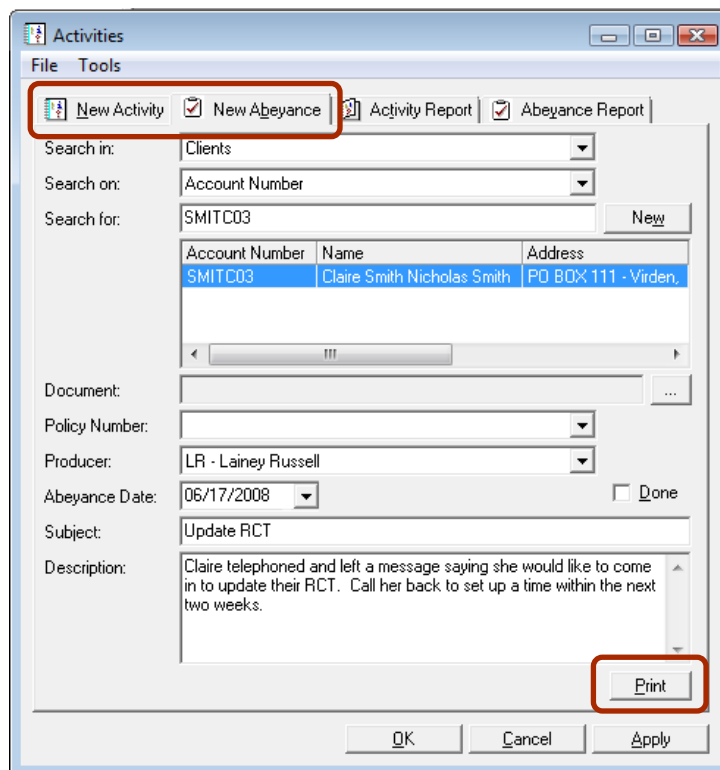 Activities
File Tools
New Activity New Abeyance Activity Report Abeyance Report
Search in: Clients
Search on: Account Number
Search for: SMITC03 New
Account Number Name Address
SMITC03 Claire Smith Nicholas Smith PO BOX 111 - Virden,
Document: ...
Policy Number:
Producer: LR - Lainey Russell
Abeyance Date: 06/17/2008 Done
Subject: Update RCT
Description: Claire telephoned and left a message saying she would like to come
in to update their RCT. Call her back to set up a time within the next
two weeks.
Print
OK Cancel Apply